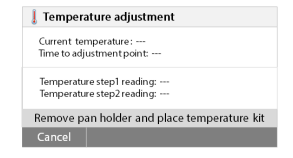 Temperature adjustment
Current temperature: ---
Time to adjustment point: ---
Temperature step1 reading: ---
Temperature step2 reading: ---
Remove pan holder and place temperature kit
Cancel